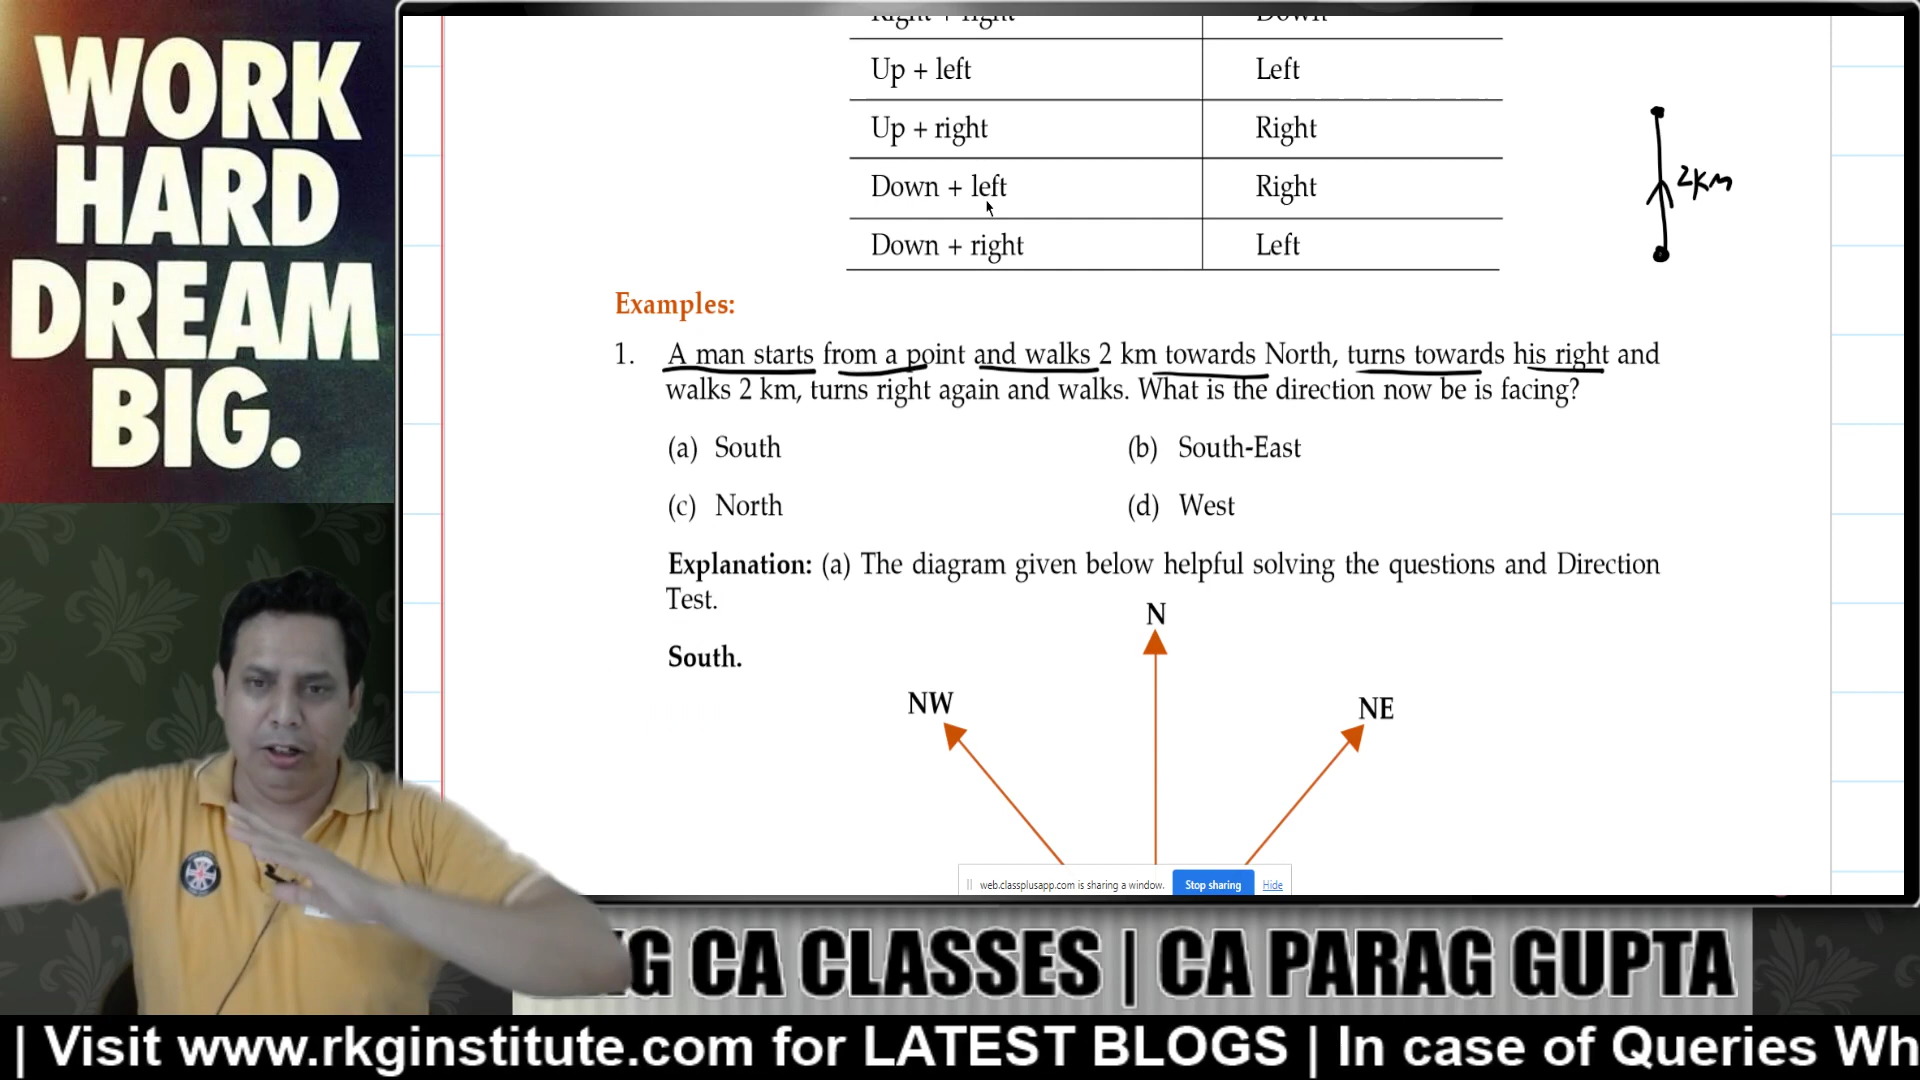 WORK
HARD
DREAM
BIG.
Right + right Down
Up + left Left
Up + right Right
Down + left Right
Down + right Left
2km
Examples:
1. A man starts from a point and walks 2 km towards North, turns towards his right and
walks 2 km, turns right again and walks. What is the direction now be is facing?
(a) South (b) South-East
(c) North (d) West
Explanation: (a) The diagram given below helpful solving the questions and Direction
Test.
N
South.
NW NE
web.classplusapp.com is sharing a window. Stop sharing Hide
KG CA CLASSES | CA PARAG GUPTA
| Visit www.rkginstitute.com for LATEST BLOGS | In case of Queries Wh